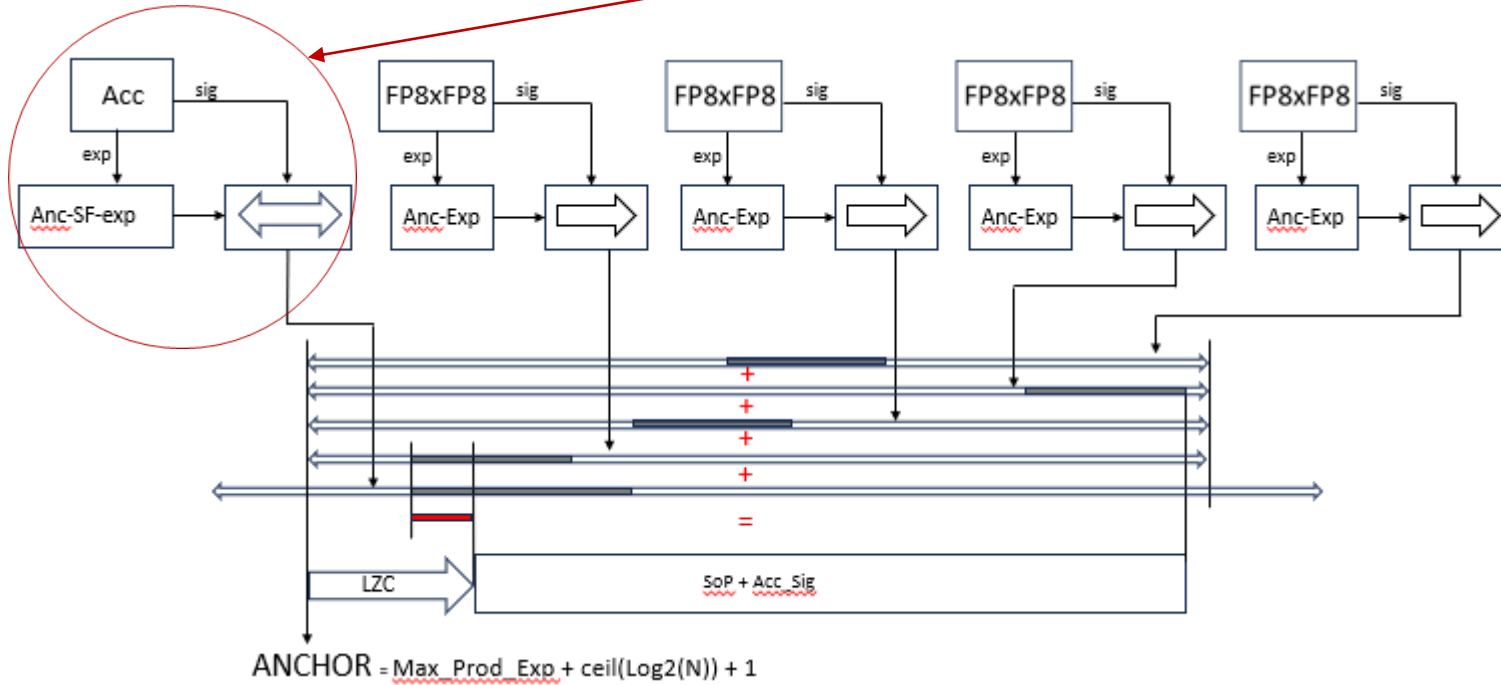 Acc
sig
FP8xFP8
sig
FP8xFP8
sig
FP8xFP8
sig
FP8xFP8
sig
exp
exp
exp
exp
exp
Anc-SF-exp
Anc-Exp
Anc-Exp
Anc-Exp
Anc-Exp
+
+
+
+
=
LZC
SoP + Acc_Sig
ANCHOR = Max_Prod_Exp + ceil(Log2(N)) + 1